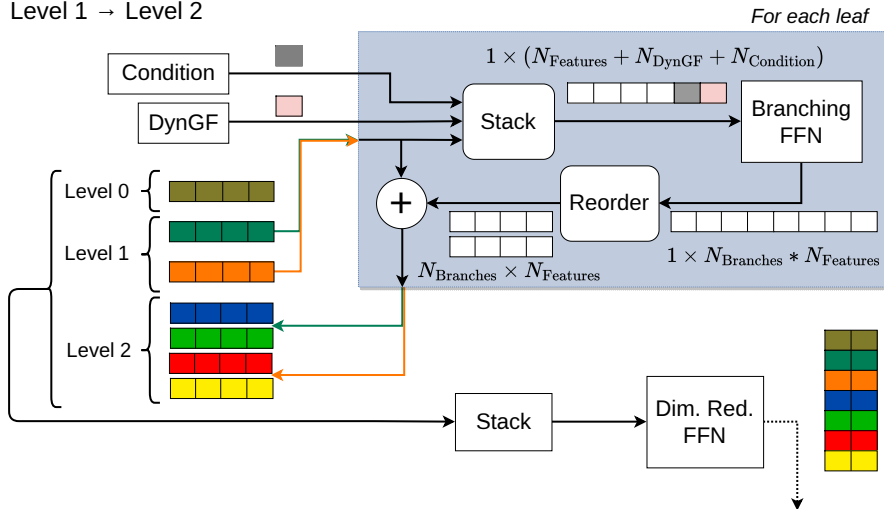 Level 1 → Level 2
For each leaf
1 × (N_Features + N_DynGF + N_Condition)
Condition
DynGF
Stack
Branching
FFN
Level 0
Level 1
+
Reorder
N_Branches × N_Features
1 × N_Branches * N_Features
Level 2
Stack
Dim. Red.
FFN